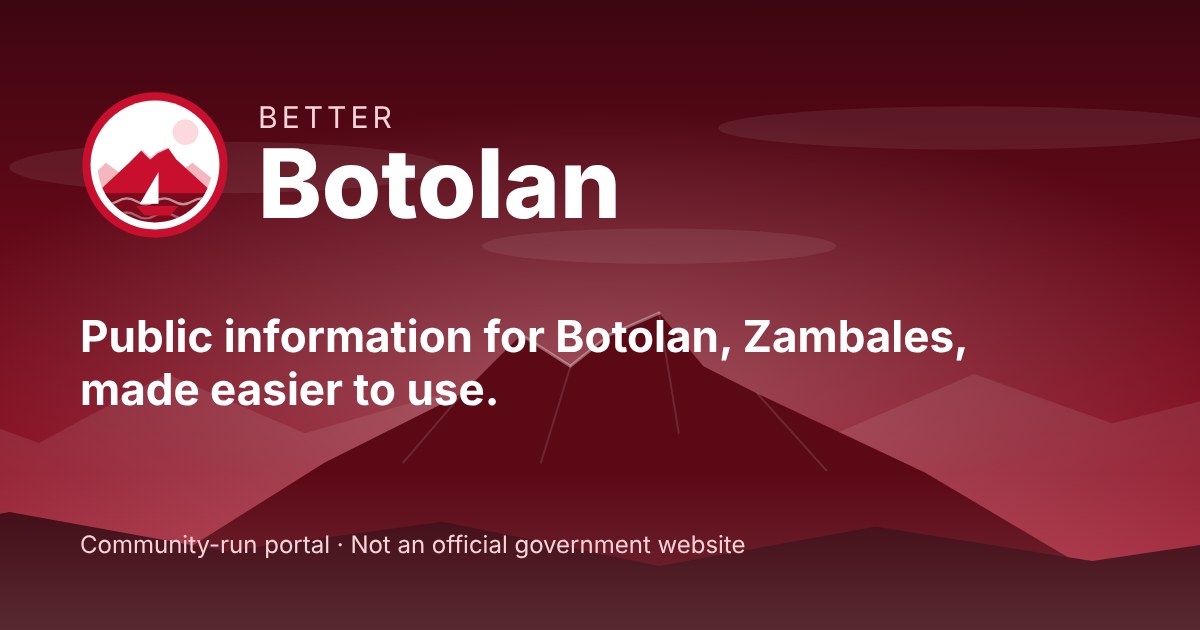 BETTER
Botolan
Public information for Botolan, Zambales,
made easier to use.
Community-run portal · Not an official government website